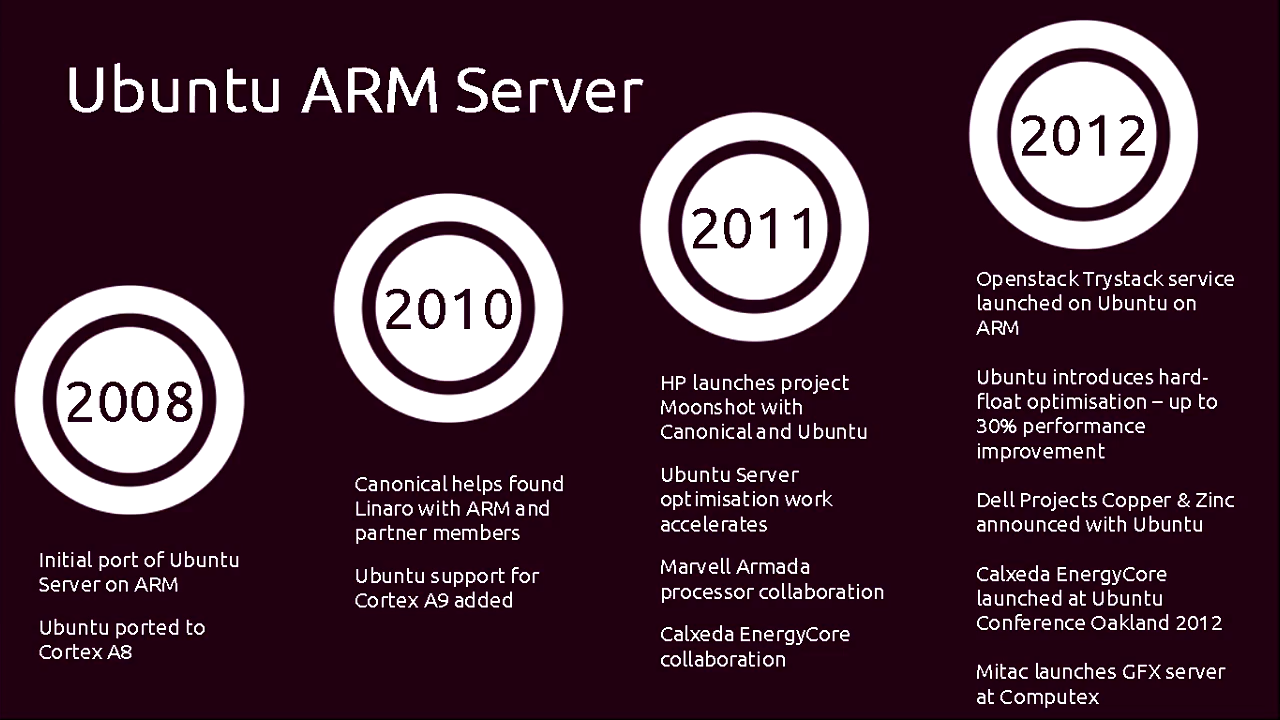 Ubuntu ARM Server
2008
Initial port of Ubuntu
Server on ARM
Ubuntu ported to
Cortex A8
2010
Canonical helps found
Linaro with ARM and
partner members
Ubuntu support for
Cortex A9 added
2011
HP launches project
Moonshot with
Canonical and Ubuntu
Ubuntu Server
optimisation work
accelerates
Marvell Armada
processor collaboration
Calxeda EnergyCore
collaboration
2012
Openstack Trystack service
launched on Ubuntu on
ARM
Ubuntu introduces hard-
float optimisation – up to
30% performance
improvement
Dell Projects Copper & Zinc
announced with Ubuntu
Calxeda EnergyCore
launched at Ubuntu
Conference Oakland 2012
Mitac launches GFX server
at Computex